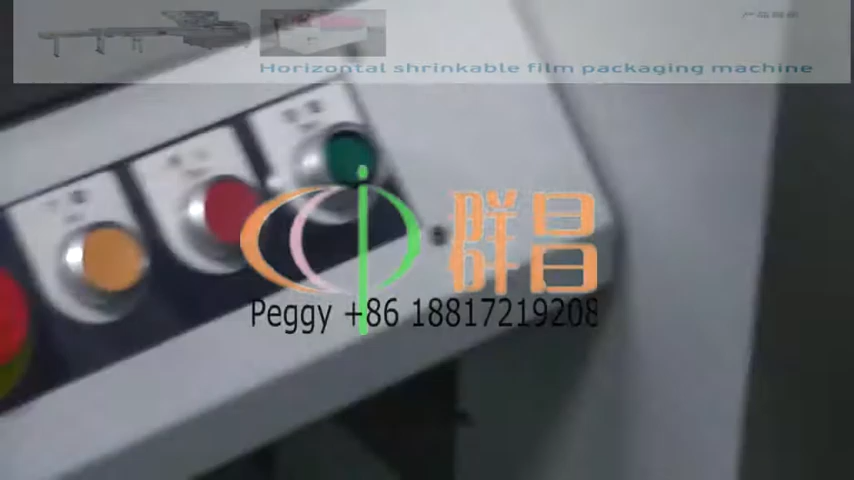 Horizontal shrinkable film packaging machine
群昌
Peggy +86 18817219208